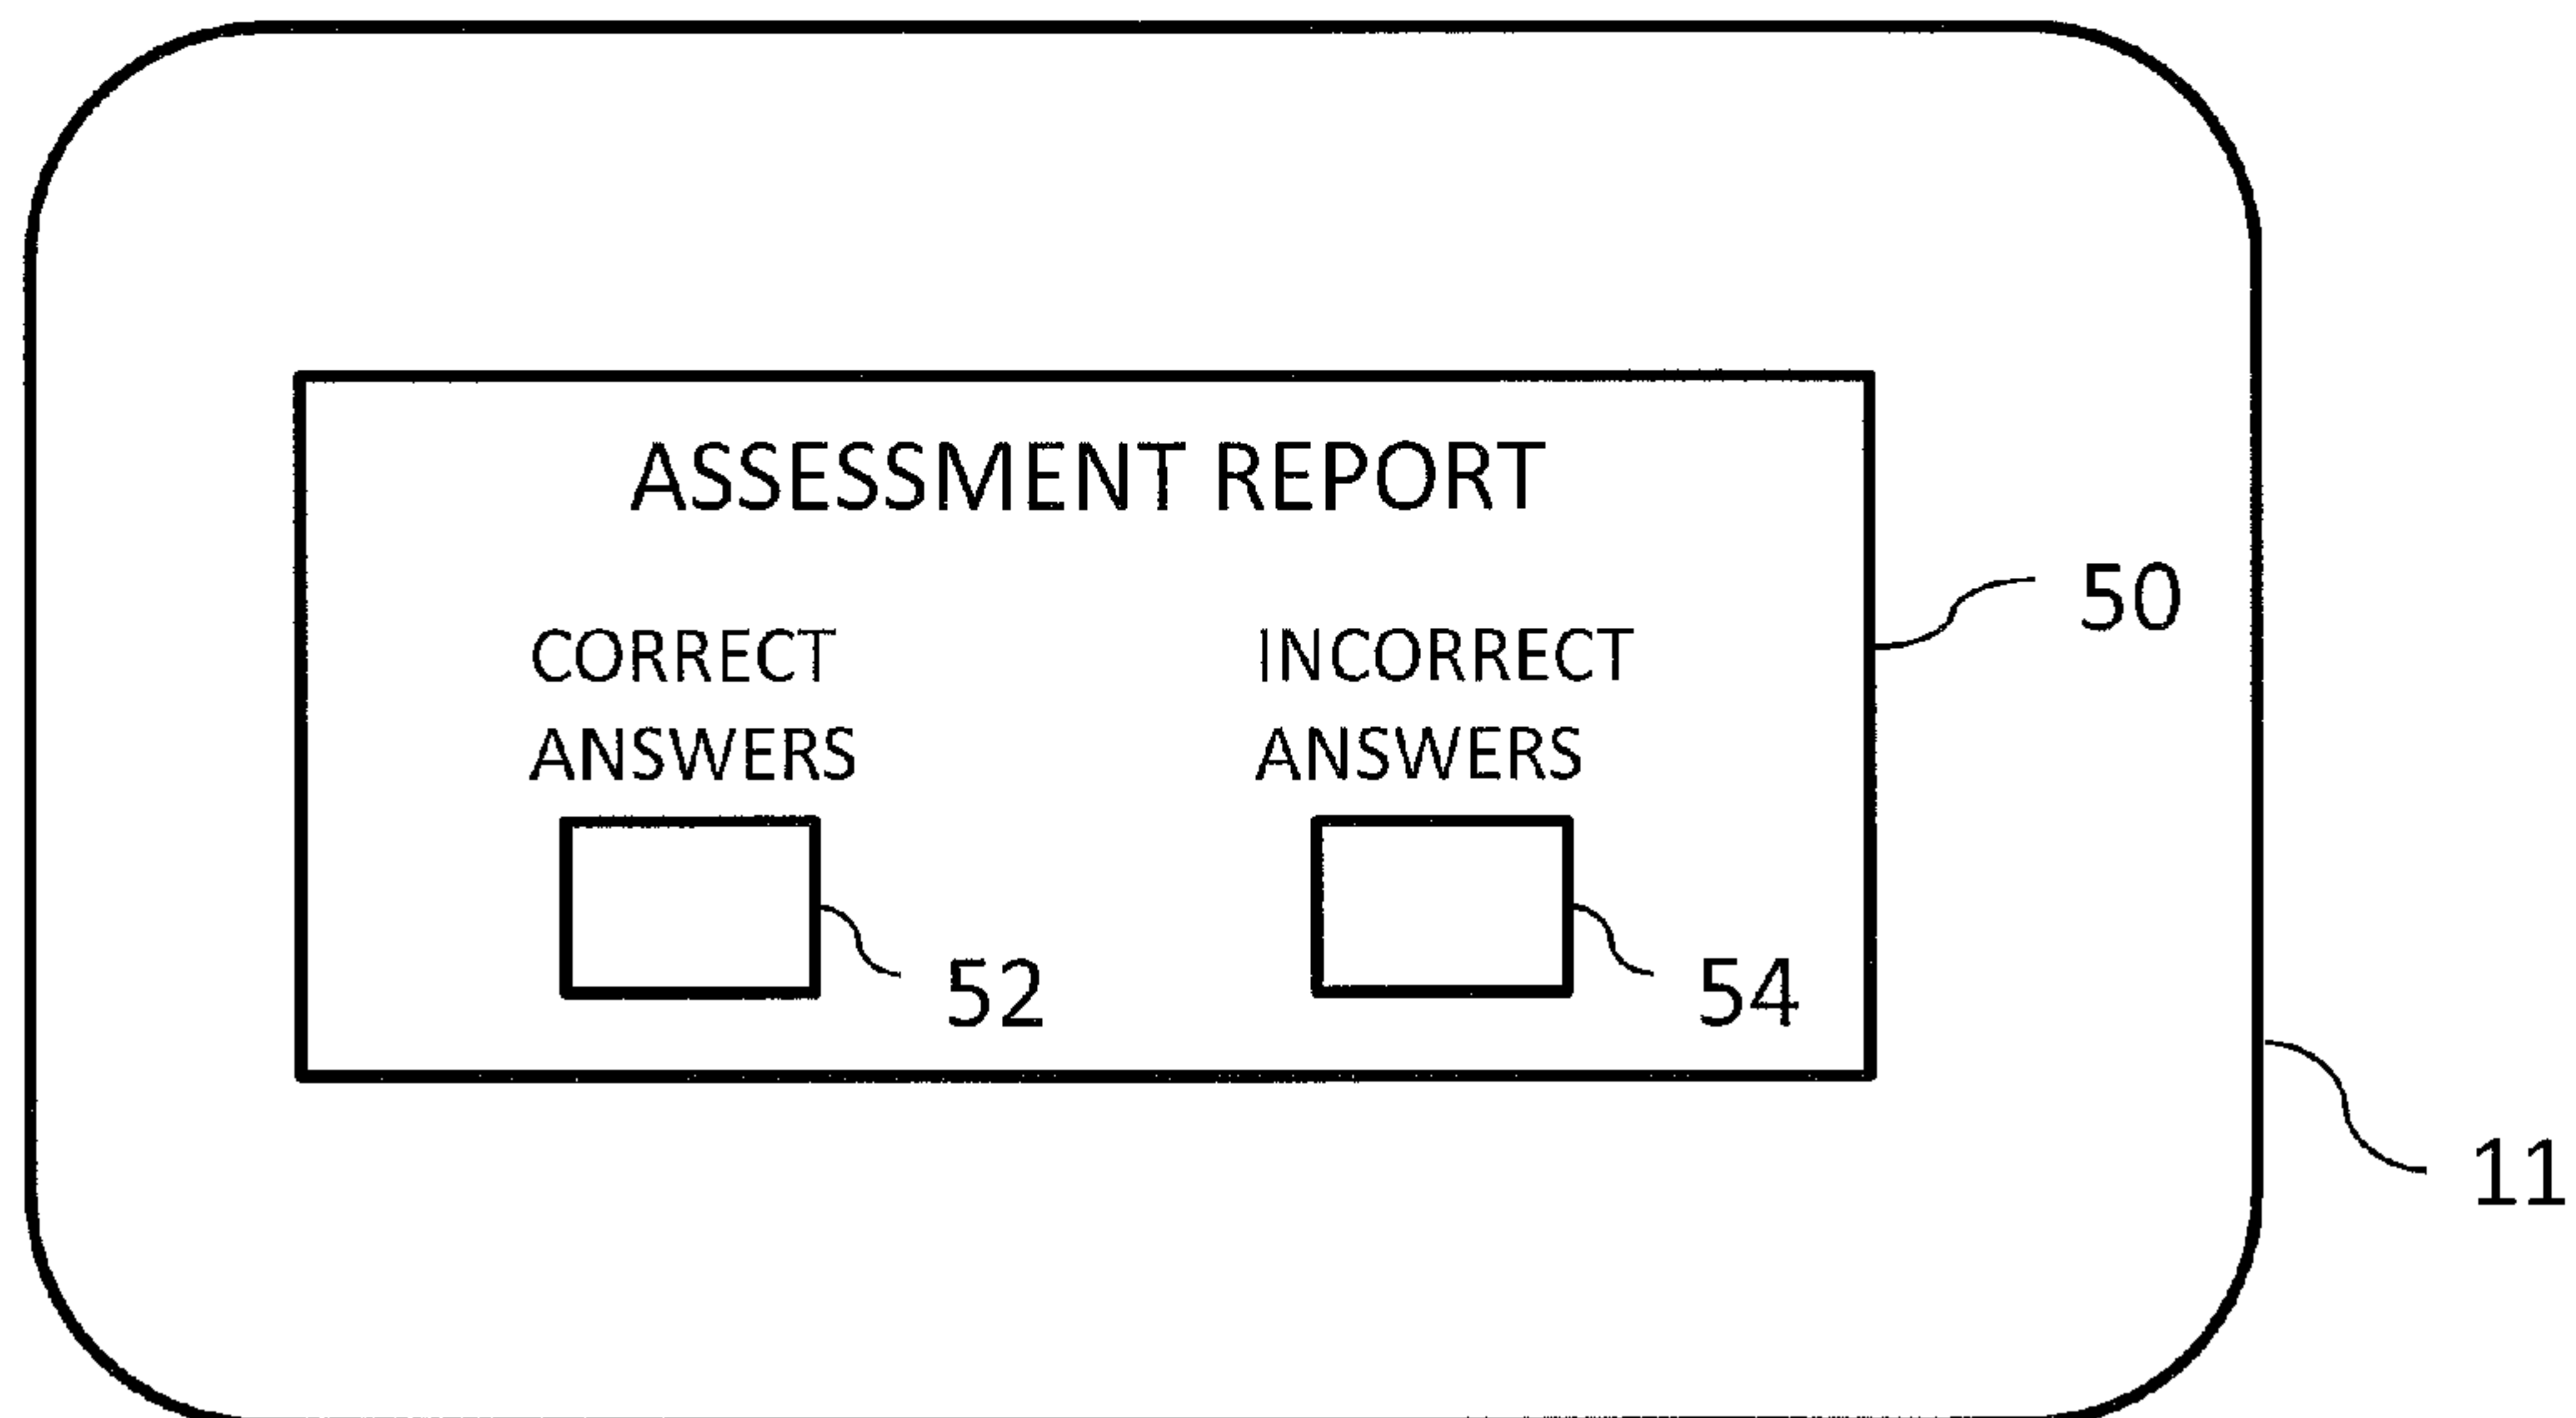 ASSESSMENT REPORT
50
CORRECT
ANSWERS
INCORRECT
ANSWERS
52
54
11